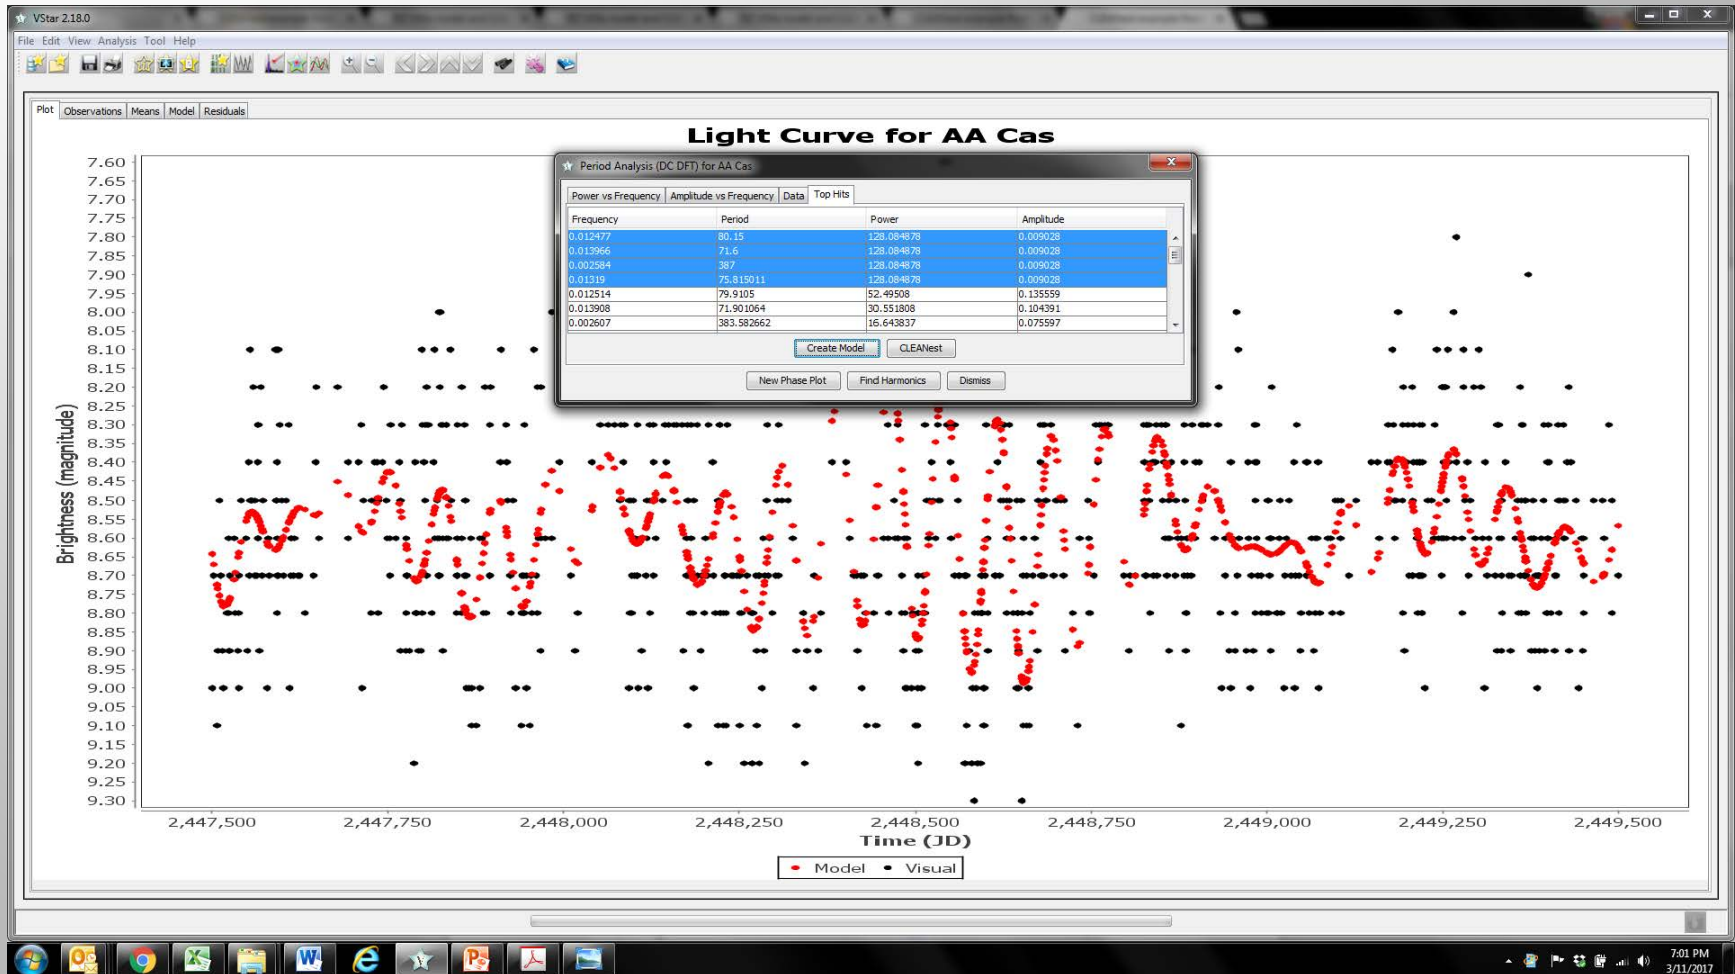 VStar 2.18.0
File Edit View Analysis Tool Help
Plot Observations Means Model Residuals
Light Curve for AA Cas
Period Analysis (DC DFT) for AA Cas
Power vs Frequency Amplitude vs Frequency Data Top Hits
Frequency Period Power Amplitude
0.012477 80.15 128.084878 0.009028
0.013966 71.6 128.084878 0.009028
0.002584 387 128.084878 0.009028
0.01319 75.815011 128.084878 0.009028
0.012514 79.9105 52.49508 0.135559
0.013908 71.901064 30.551808 0.104391
0.002607 383.582662 16.643837 0.075597
Create Model CLEANest
New Phase Plot Find Harmonics Dismiss
Brightness (magnitude)
7.60
7.65
7.70
7.75
7.80
7.85
7.90
7.95
8.00
8.05
8.10
8.15
8.20
8.25
8.30
8.35
8.40
8.45
8.50
8.55
8.60
8.65
8.70
8.75
8.80
8.85
8.90
8.95
9.00
9.05
9.10
9.15
9.20
9.25
9.30
2,447,500 2,447,750 2,448,000 2,448,250 2,448,500 2,448,750 2,449,000 2,449,250 2,449,500
Time (JD)
Model Visual
7:01 PM
3/11/2017